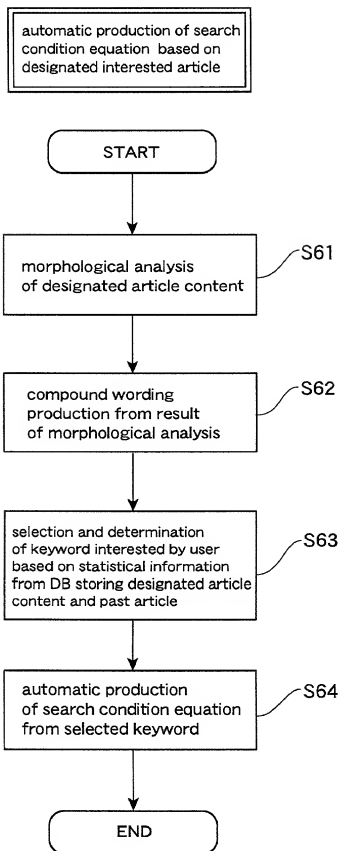 automatic production of search
condition equation based on
designated interested article
START
S61
morphological analysis
of designated article content
S62
compound wording
production from result
of morphological analysis
S63
selection and determination
of keyword interested by user
based on statistical information
from DB storing designated article
content and past article
S64
automatic production
of search condition equation
from selected keyword
END